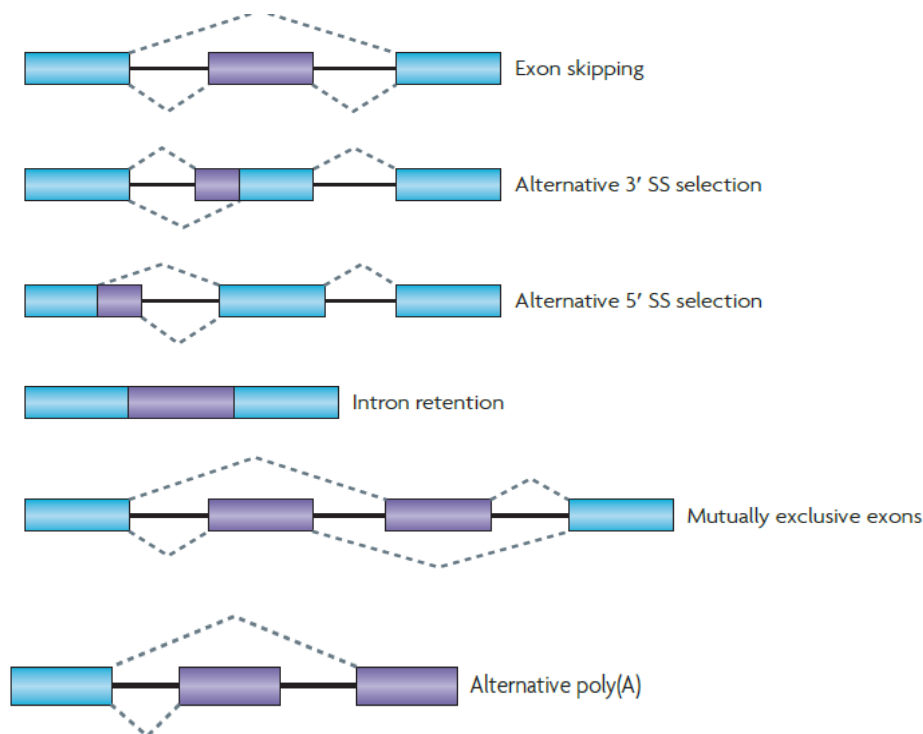 Exon skipping
Alternative 3′ SS selection
Alternative 5′ SS selection
Intron retention
Mutually exclusive exons
Alternative poly(A)